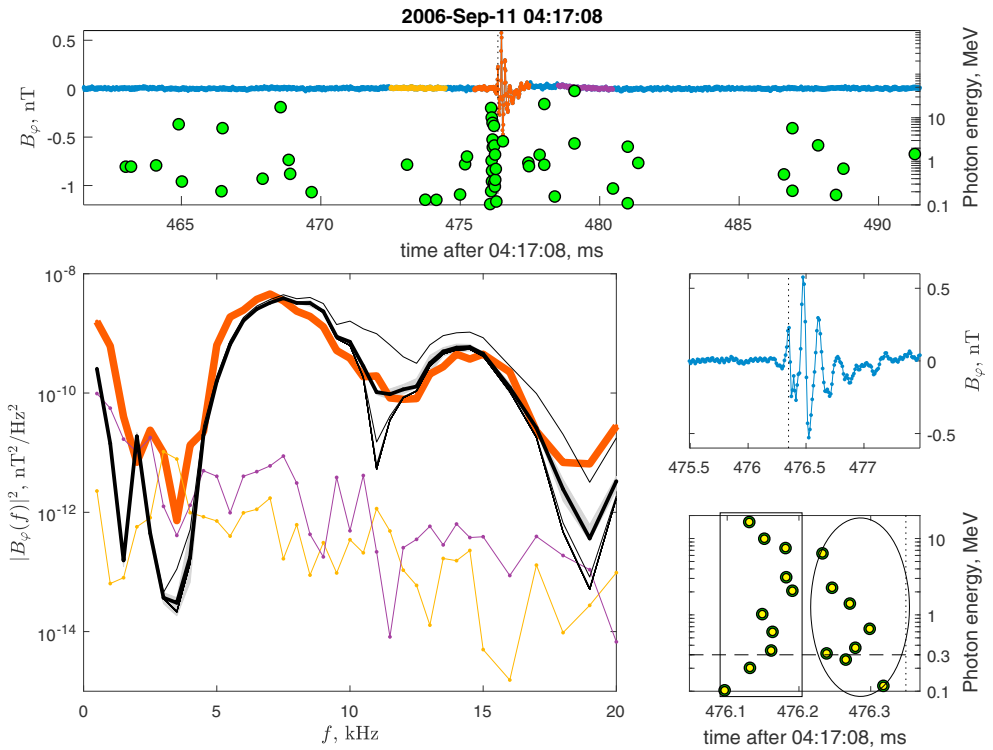 2006-Sep-11 04:17:08
0.5
0
-0.5
-1
B_φ, nT
10
1
0.1
Photon energy, MeV
465 470 475 480 485 490
time after 04:17:08, ms
10^-8
10^-10
10^-12
10^-14
|B_φ(f)|^2, nT^2/Hz^2
0 5 10 15 20
f, kHz
0.5
0
-0.5
B_φ, nT
475.5 476 476.5 477
10
1
0.3
0.1
Photon energy, MeV
476.1 476.2 476.3
time after 04:17:08, ms